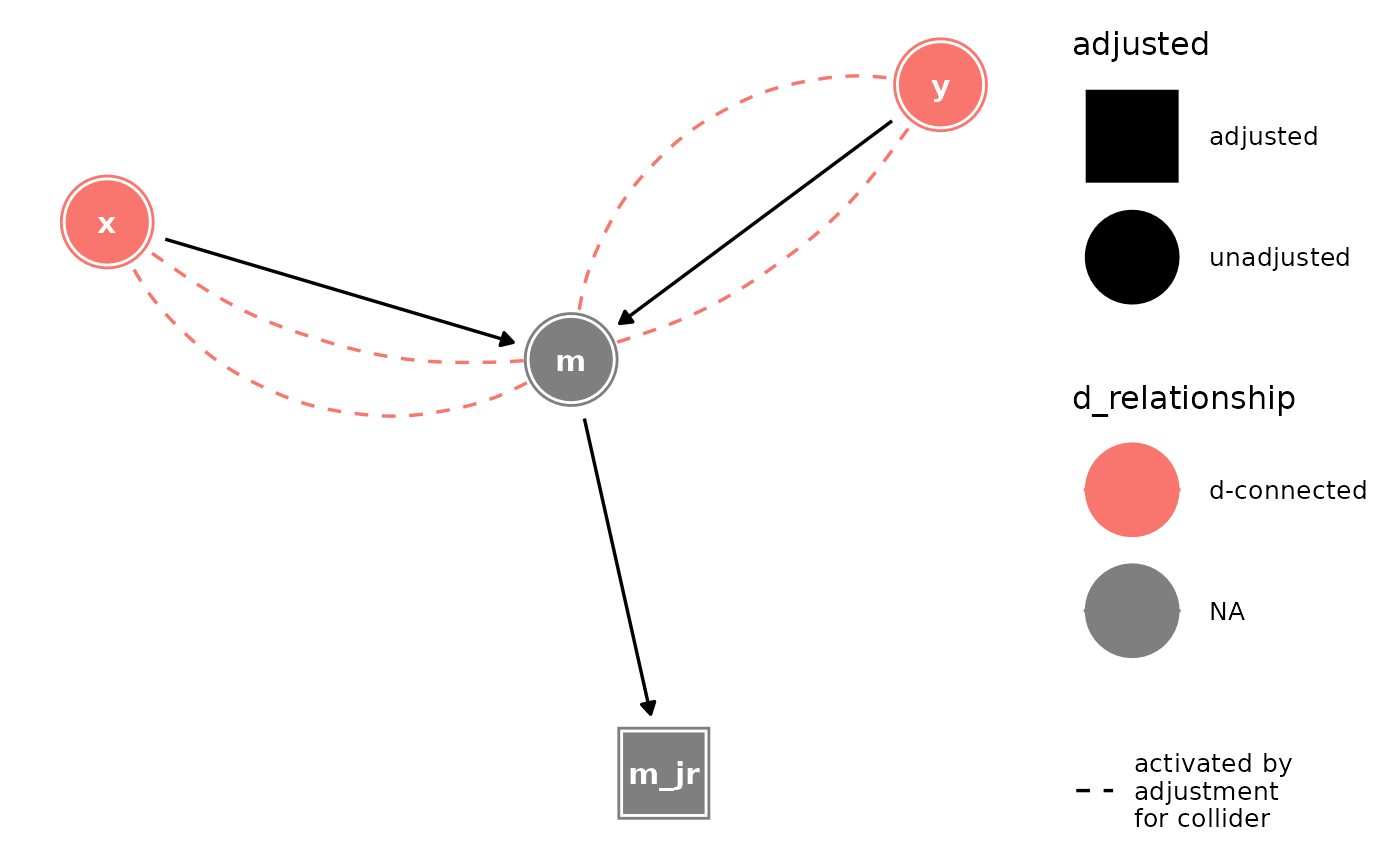 x
y
m
m_jr
adjusted
adjusted
unadjusted
d_relationship
d-connected
NA
activated by
adjustment
for collider